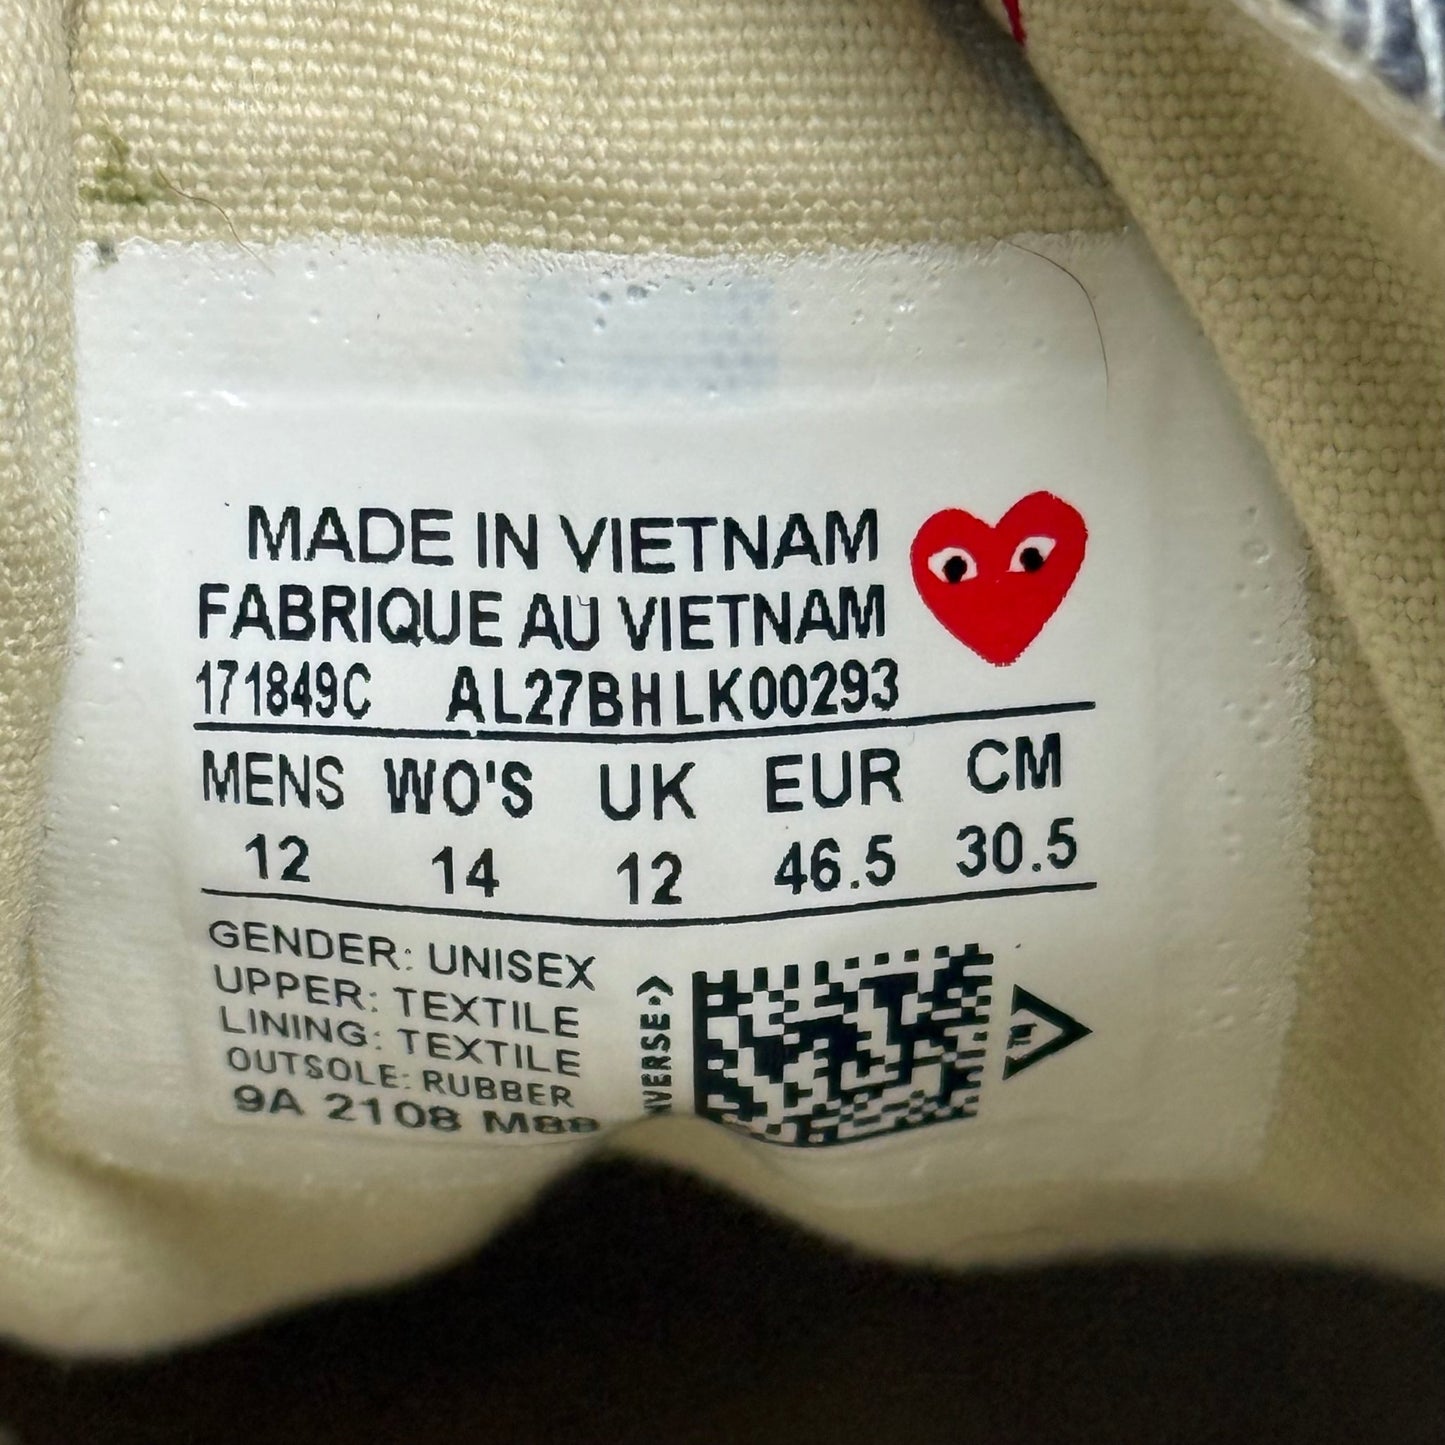 MADE IN VIETNAM
FABRIQUE AU VIETNAM
171849C AL27BHLK00293
MENS WO'S UK EUR CM
12 14 12 46.5 30.5
GENDER: UNISEX
UPPER: TEXTILE
LINING: TEXTILE
OUTSOLE: RUBBER
9A 2108 M88